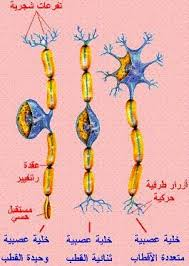 تفرعات شجرية
عقدة
رانفيير
مستقبل
حسي
أزرار طرفية
حركية
خلية عصبية
متعددة الأقطاب
خلية عصبية
ثنائية القطب
خلية عصبية
وحيدة القطب